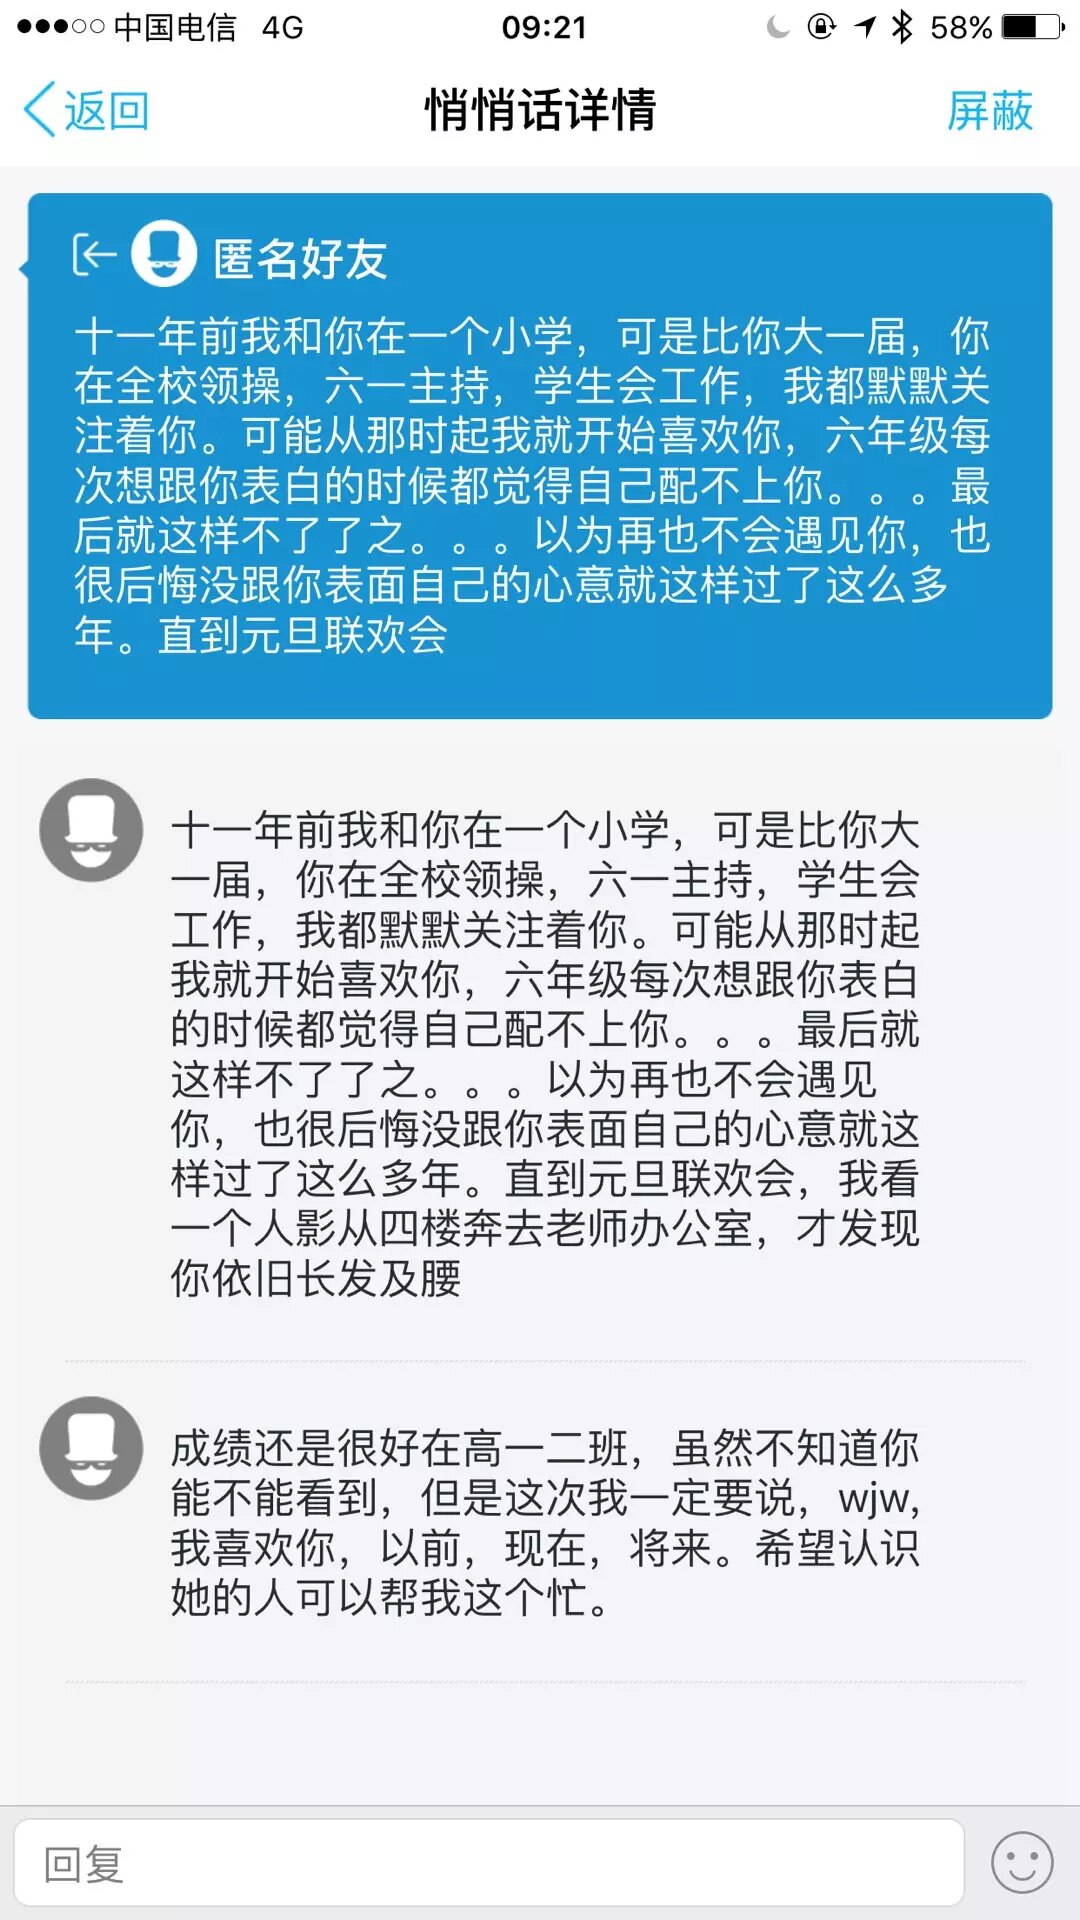 中国电信 4G 09:21 58%
返回 悄悄话详情 屏蔽
匿名好友
十一年前我和你在一个小学，可是比你大一届，你
在全校领操，六一主持，学生会工作，我都默默关
注着你。可能从那时起我就开始喜欢你，六年级每
次想跟你表白的时候都觉得自己配不上你。。。最
后就这样不了了之。。。以为再也不会遇见你，也
很后悔没跟你表面自己的心意就这样过了这么多
年。直到元旦联欢会
十一年前我和你在一个小学，可是比你大
一届，你在全校领操，六一主持，学生会
工作，我都默默关注着你。可能从那时起
我就开始喜欢你，六年级每次想跟你表白
的时候都觉得自己配不上你。。。最后就
这样不了了之。。。以为再也不会遇见
你，也很后悔没跟你表面自己的心意就这
样过了这么多年。直到元旦联欢会，我看
一个人影从四楼奔去老师办公室，才发现
你依旧长发及腰
成绩还是很好在高一二班，虽然不知道你
能不能看到，但是这次我一定要说，wjw,
我喜欢你，以前，现在，将来。希望认识
她的人可以帮我这个忙。
回复